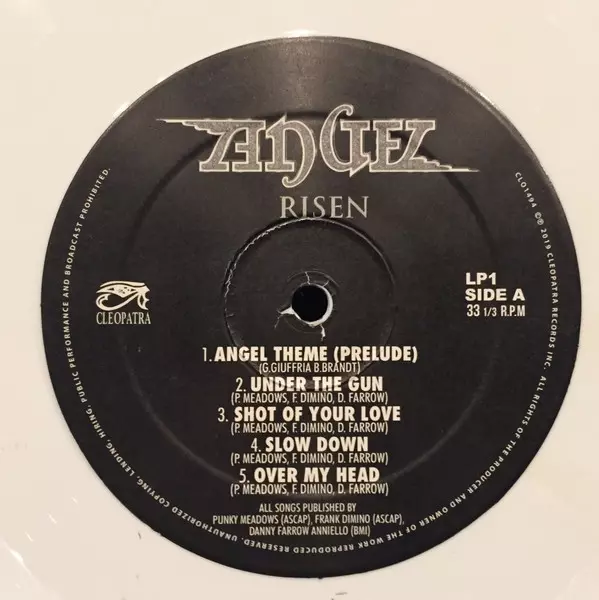 ANGEL
RISEN
CLEOPATRA
LP1
SIDE A
33 1/3 R.P.M
1.ANGEL THEME (PRELUDE)
(G.GIUFFRIA B.BRANDT)
2. UNDER THE GUN
(P. MEADOWS, F. DIMINO, D. FARROW)
3. SHOT OF YOUR LOVE
(P. MEADOWS, F. DIMINO, D. FARROW)
4. SLOW DOWN
(P. MEADOWS, F. DIMINO, D. FARROW)
5. OVER MY HEAD
(P. MEADOWS, F. DIMINO, D. FARROW)
ALL SONGS PUBLISHED BY
PUNKY MEADOWS (ASCAP), FRANK DIMINO (ASCAP),
DANNY FARROW ANNIELLO (BMI)
CLO1494 ©℗ 2019 CLEOPATRA RECORDS INC. ALL RIGHTS OF THE PRODUCER AND OWNER OF THE WORK REPRODUCED RESERVED. UNAUTHORIZED COPYING, LENDING, HIRING, PUBLIC PERFORMANCE AND BROADCAST PROHIBITED.